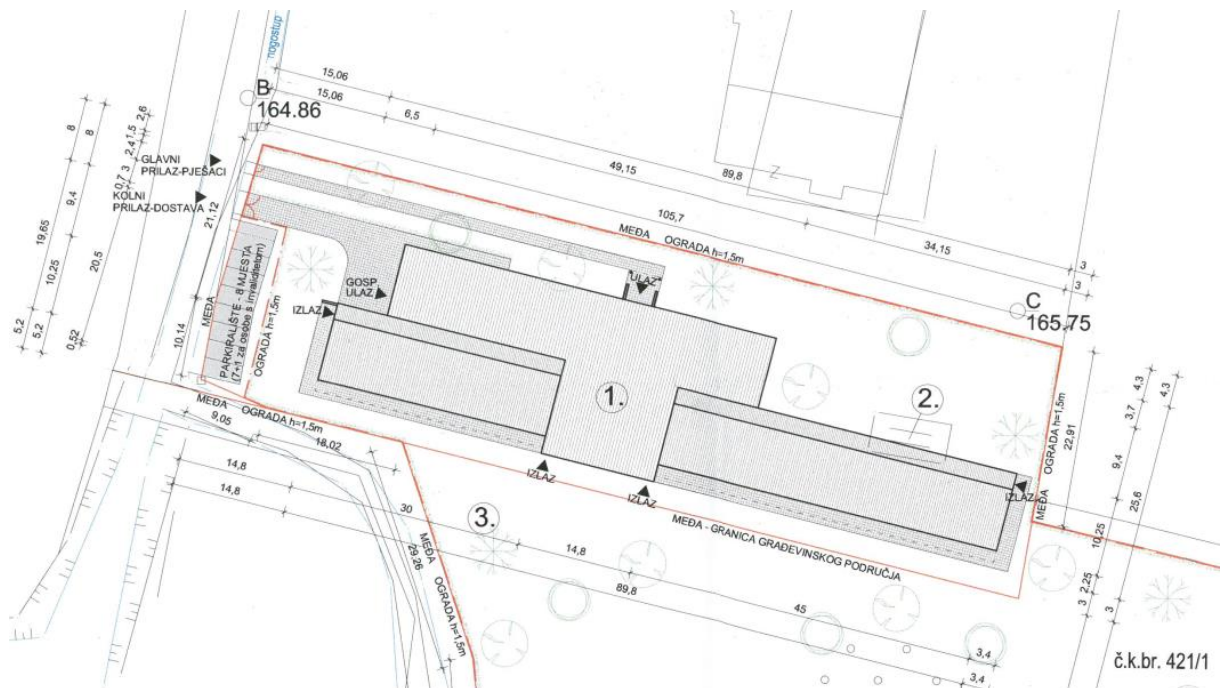 nogostup
15,06
B
164.86
15,06
6,5
49,15
89,8
34,15
3
3
105,7
MEĐA OGRADA h=1,5m
Z
8
8
2,6
1,5
2,4
3
0,7
GLAVNI
PRILAZ-PJEŠACI
KOLNI
PRILAZ-DOSTAVA
21,12
19,65
9,4
10,25
20,5
5,2
5,2
0,52
10,14
MEĐA
PARKIRALIŠTE - 8 MJESTA
(7+1 za osobe s invaliditetom)
OGRADA h=1,5m
GOSP.
ULAZ
IZLAZ
"ULAZ"
C
165.75
1.
2.
MEĐA OGRADA h=1,5m
22,91
4,3
4,3
3,7
9,4
25,6
10,25
2,25
3
3
IZLAZ
MEĐA OGRADA h=1,5m
9,05
18,02
14,8
14,8
30
3.
IZLAZ
IZLAZ
MEĐA - GRANICA GRAĐEVINSKOG PODRUČJA
MEĐA OGRADA h=1,5m
29,26
14,8
89,8
45
3,4
3,4
č.k.br. 421/1